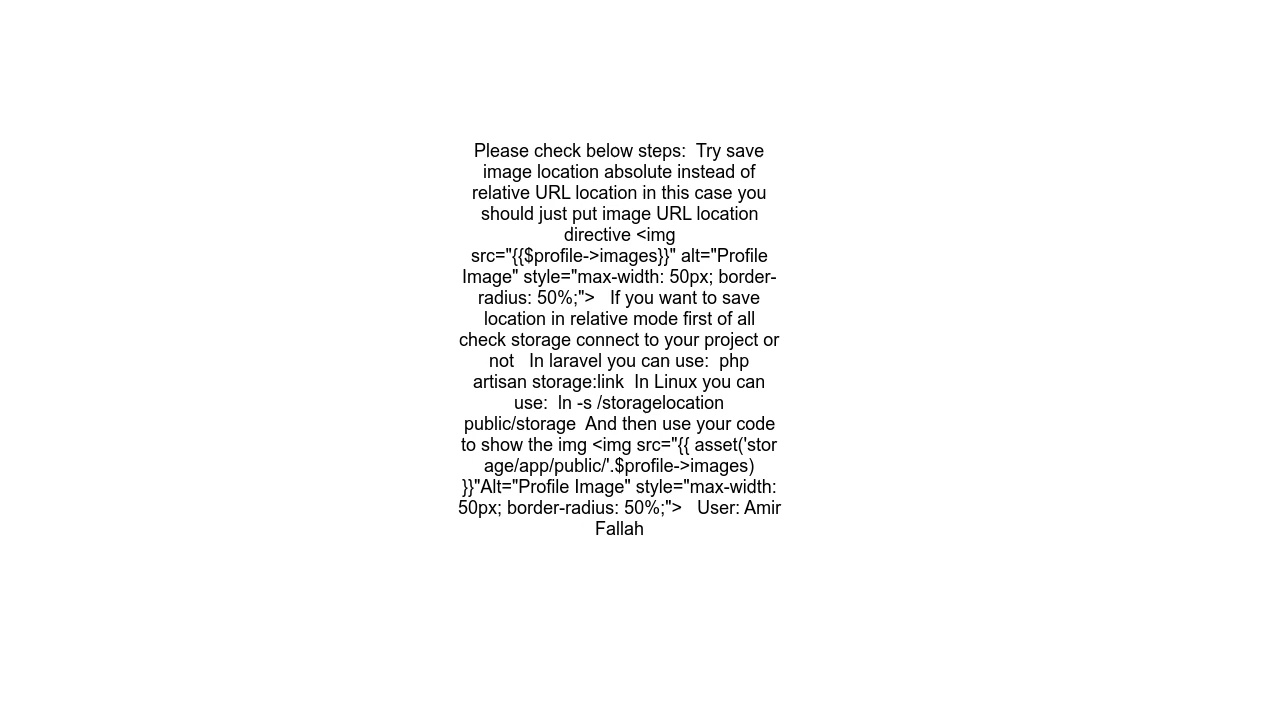 Please check below steps:  Try save
image location absolute instead of
relative URL location in this case you
should just put image URL location
directive <img
src="{{$profile->images}}" alt="Profile
Image" style="max-width: 50px; border-
radius: 50%;">   If you want to save
location in relative mode first of all
check storage connect to your project or
not   In laravel you can use:  php
artisan storage:link  In Linux you can
use:  ln -s /storagelocation
public/storage  And then use your code
to show the img <img src="{{ asset('stor
age/app/public/'.$profile->images)
}}"Alt="Profile Image" style="max-width:
50px; border-radius: 50%;">   User: Amir
Fallah